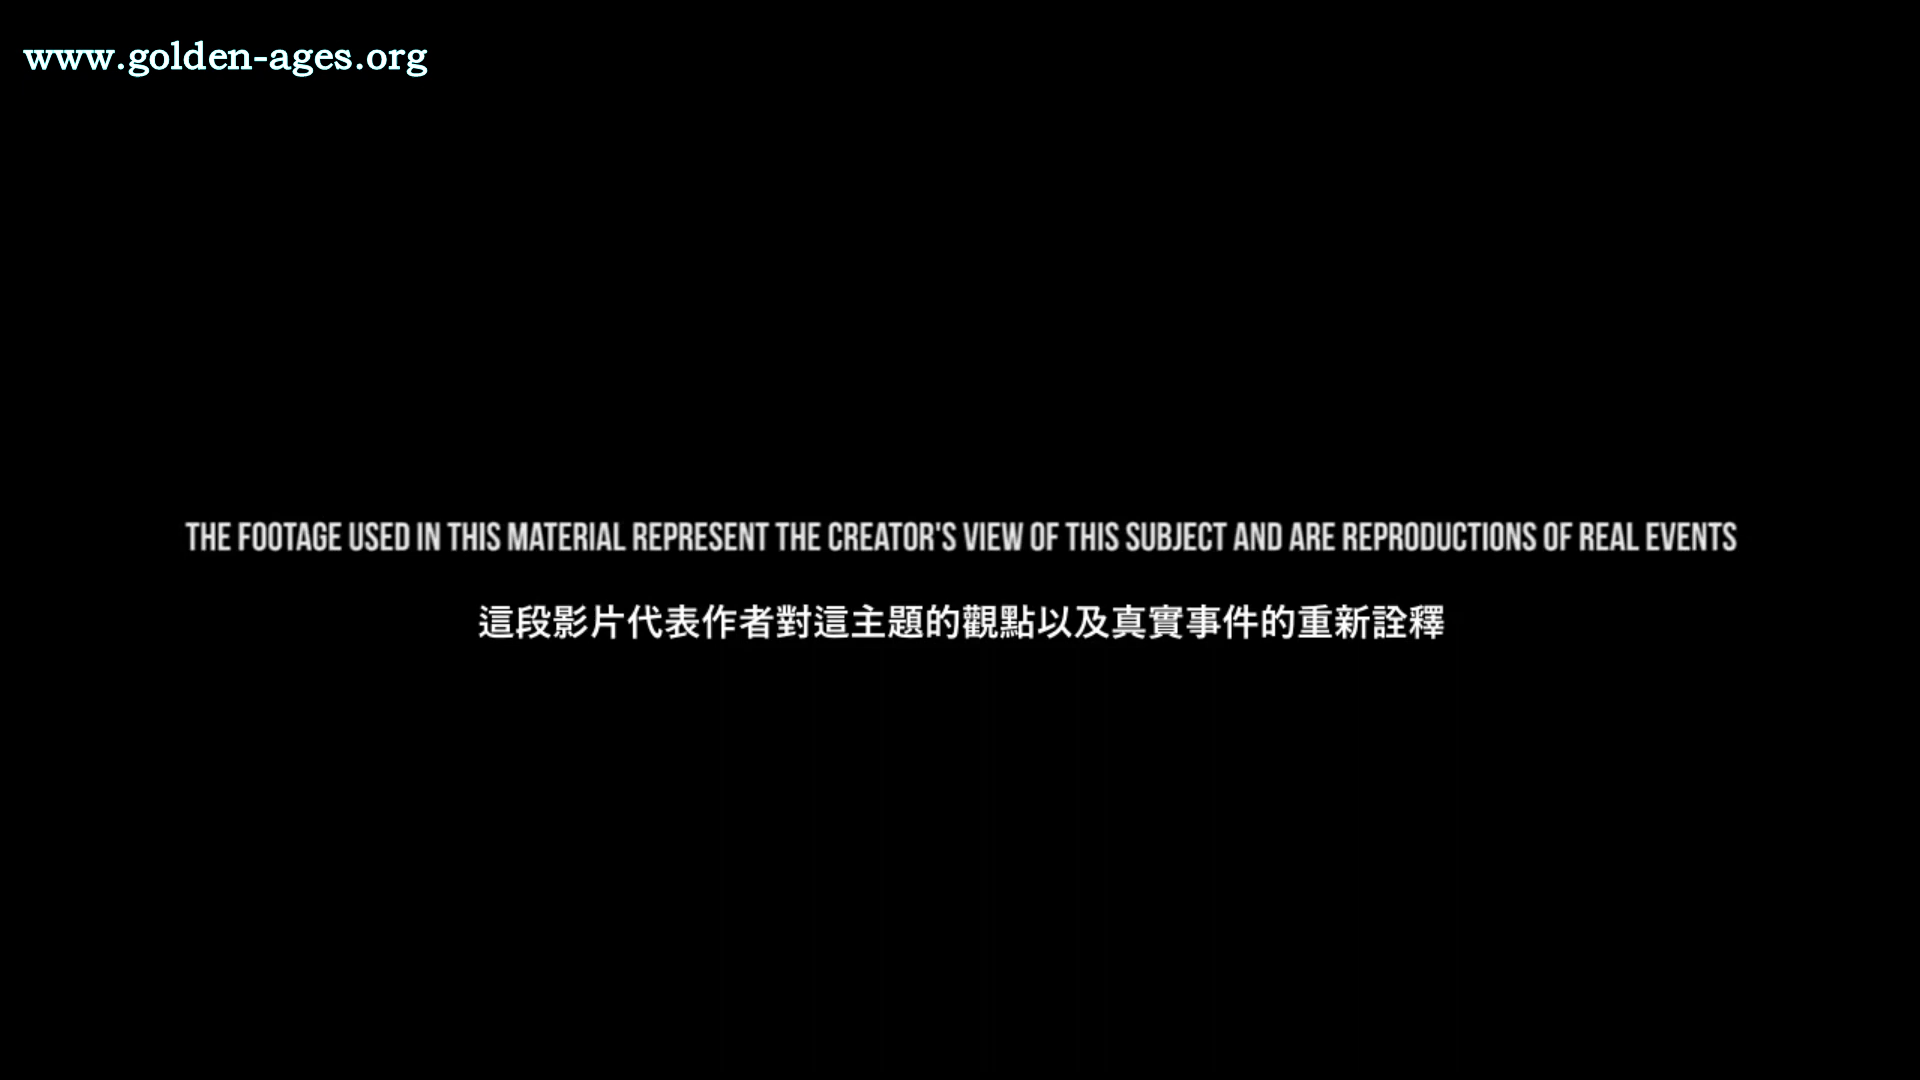 www.golden-ages.org
THE FOOTAGE USED IN THIS MATERIAL REPRESENT THE CREATOR'S VIEW OF THIS SUBJECT AND ARE REPRODUCTIONS OF REAL EVENTS
這段影片代表作者對這主題的觀點以及真實事件的重新詮釋